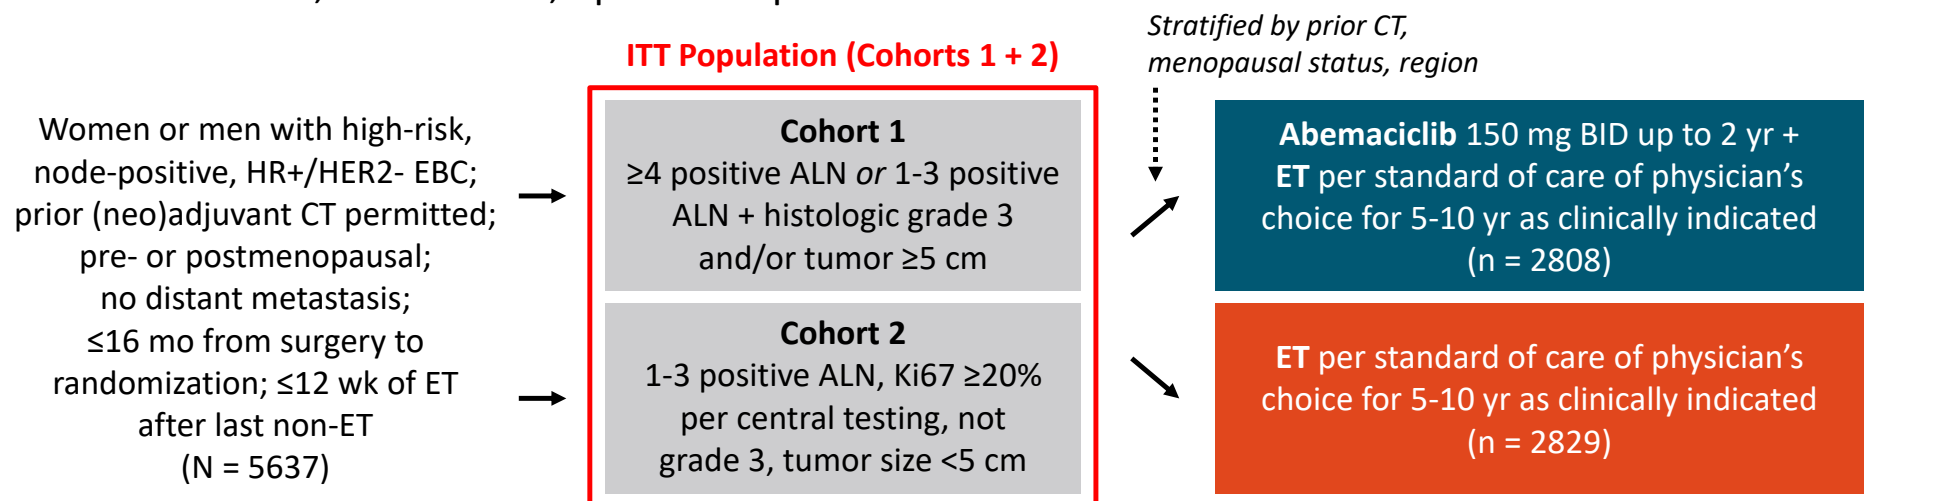 ITT Population (Cohorts 1 + 2)
Stratified by prior CT,
menopausal status, region
Women or men with high-risk,
node-positive, HR+/HER2- EBC;
prior (neo)adjuvant CT permitted;
pre- or postmenopausal;
no distant metastasis;
≤16 mo from surgery to
randomization; ≤12 wk of ET
after last non-ET
(N = 5637)
Cohort 1
≥4 positive ALN or 1-3 positive
ALN + histologic grade 3
and/or tumor ≥5 cm
Cohort 2
1-3 positive ALN, Ki67 ≥20%
per central testing, not
grade 3, tumor size <5 cm
Abemaciclib 150 mg BID up to 2 yr +
ET per standard of care of physician’s
choice for 5-10 yr as clinically indicated
(n = 2808)
ET per standard of care of physician’s
choice for 5-10 yr as clinically indicated
(n = 2829)